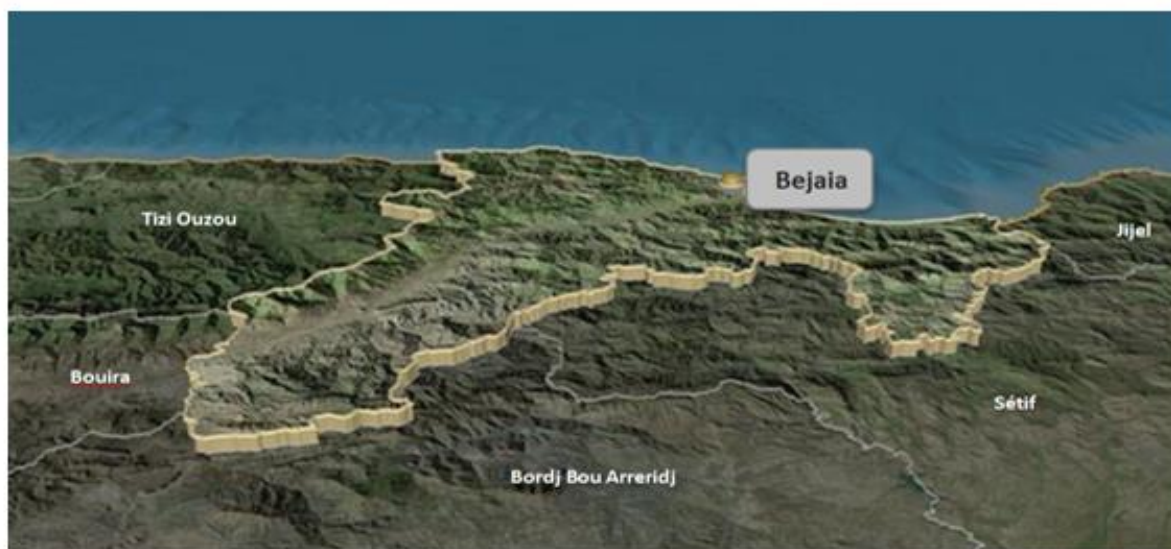 Bejaia
Tizi Ouzou
Jijel
Bouira
Sétif
Bordj Bou Arreridj